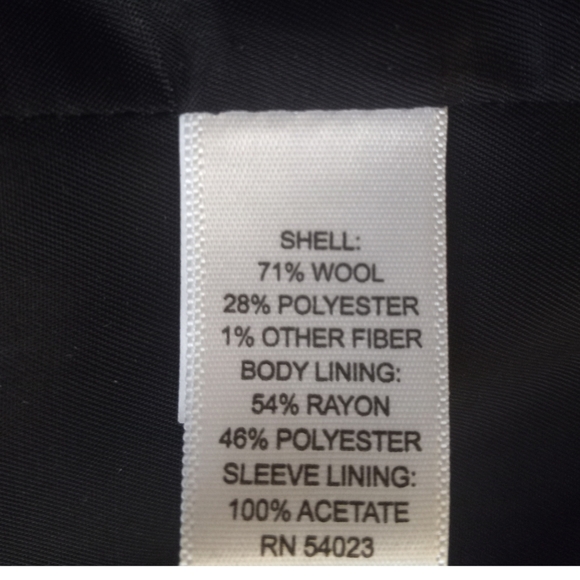 SHELL:
71% WOOL
28% POLYESTER
1% OTHER FIBER
BODY LINING:
54% RAYON
46% POLYESTER
SLEEVE LINING:
100% ACETATE
RN 54023